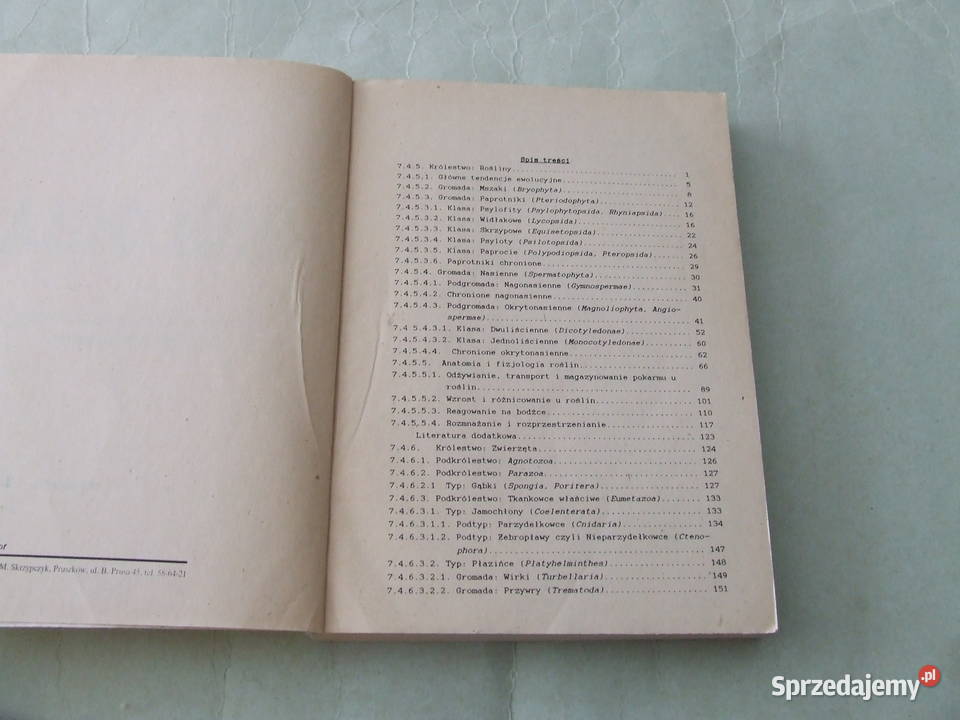 or
M. Skrzypczyk, Pruszków, ul. B. Prusa 45, tel. 58-64-21
Spis treści
7.4.5. Królestwo: Rośliny.......... 1
7.4.5.1. Główne tendencje ewolucyjne.......... 5
7.4.5.2. Gromada: Mszaki (Bryophyta).......... 8
7.4.5.3. Gromada: Paprotniki (Pteriodophyta).......... 12
7.4.5.3.1. Klasa: Psylofity (Psylophytopsida, Rhyniapsida).... 16
7.4.5.3.2. Klasa: Widłakowe (Lycopsida).......... 16
7.4.5.3.3. Klasa: Skrzypowe (Equisetopsida).......... 22
7.4.5.3.4. Klasa: Psyloty (Psilotopsida).......... 24
7.4.5.3.5. Klasa: Paprocie (Polypodiopsida, Pteropsida)...... 26
7.4.5.3.6. Paprotniki chronione.......... 29
7.4.5.4. Gromada: Nasienne (Spermatophyta).......... 30
7.4.5.4.1. Podgromada: Nagonasienne (Gymnospermae).......... 31
7.4.5.4.2. Chronione nagonasienne.......... 40
7.4.5.4.3. Podgromada: Okrytonasienne (Magnoliophyta, Angio-
spermae).......... 41
7.4 5.4.3.1. Klasa: Dwuliścienne (Dicotyledonae).......... 52
7.4.5.4.3.2. Klasa: Jednoliścienne (Monocotyledonae).......... 60
7.4.5.4.4. Chronione okrytonasienne.......... 62
7.4.5.5. Anatomia i fizjologia roślin.......... 66
7.4.5.5.1. Odżywianie, transport i magazynowanie pokarmu u
roślin.......... 89
7.4.5.5.2. Wzrost i różnicowanie u roślin.......... 101
7.4.5.5.3. Reagowanie na bodźce.......... 110
7.4.5.5.4. Rozmnażanie i rozprzestrzenianie.......... 117
Literatura dodatkowa.......... 123
7.4.6. Królestwo: Zwierzęta.......... 124
7.4.6.1. Podkrólestwo: Agnotozoa.......... 126
7.4.6.2. Podkrólestwo: Parazoa.......... 127
7.4.6.2.1 Typ: Gąbki (Spongia, Porifera).......... 127
7.4.6.3. Podkrólestwo: Tkankowce właściwe (Eumetazoa)........ 133
7.4.6.3.1. Typ: Jamochłony (Coelenterata).......... 133
7.4.6.3.1.1. Podtyp: Parzydełkowce (Cnidaria).......... 134
7.4.6.3.1.2. Podtyp: Żebropławy czyli Nieparzydełkowce (Cteno-
phora).......... 147
7.4.6.3.2. Typ: Płazińce (Platyhelminthes).......... 148
7.4.6.3.2.1. Gromada: Wirki (Turbellaria).......... 149
7.4.6.3.2.2. Gromada: Przywry (Trematoda).......... 151
Sprzedajemy.pl